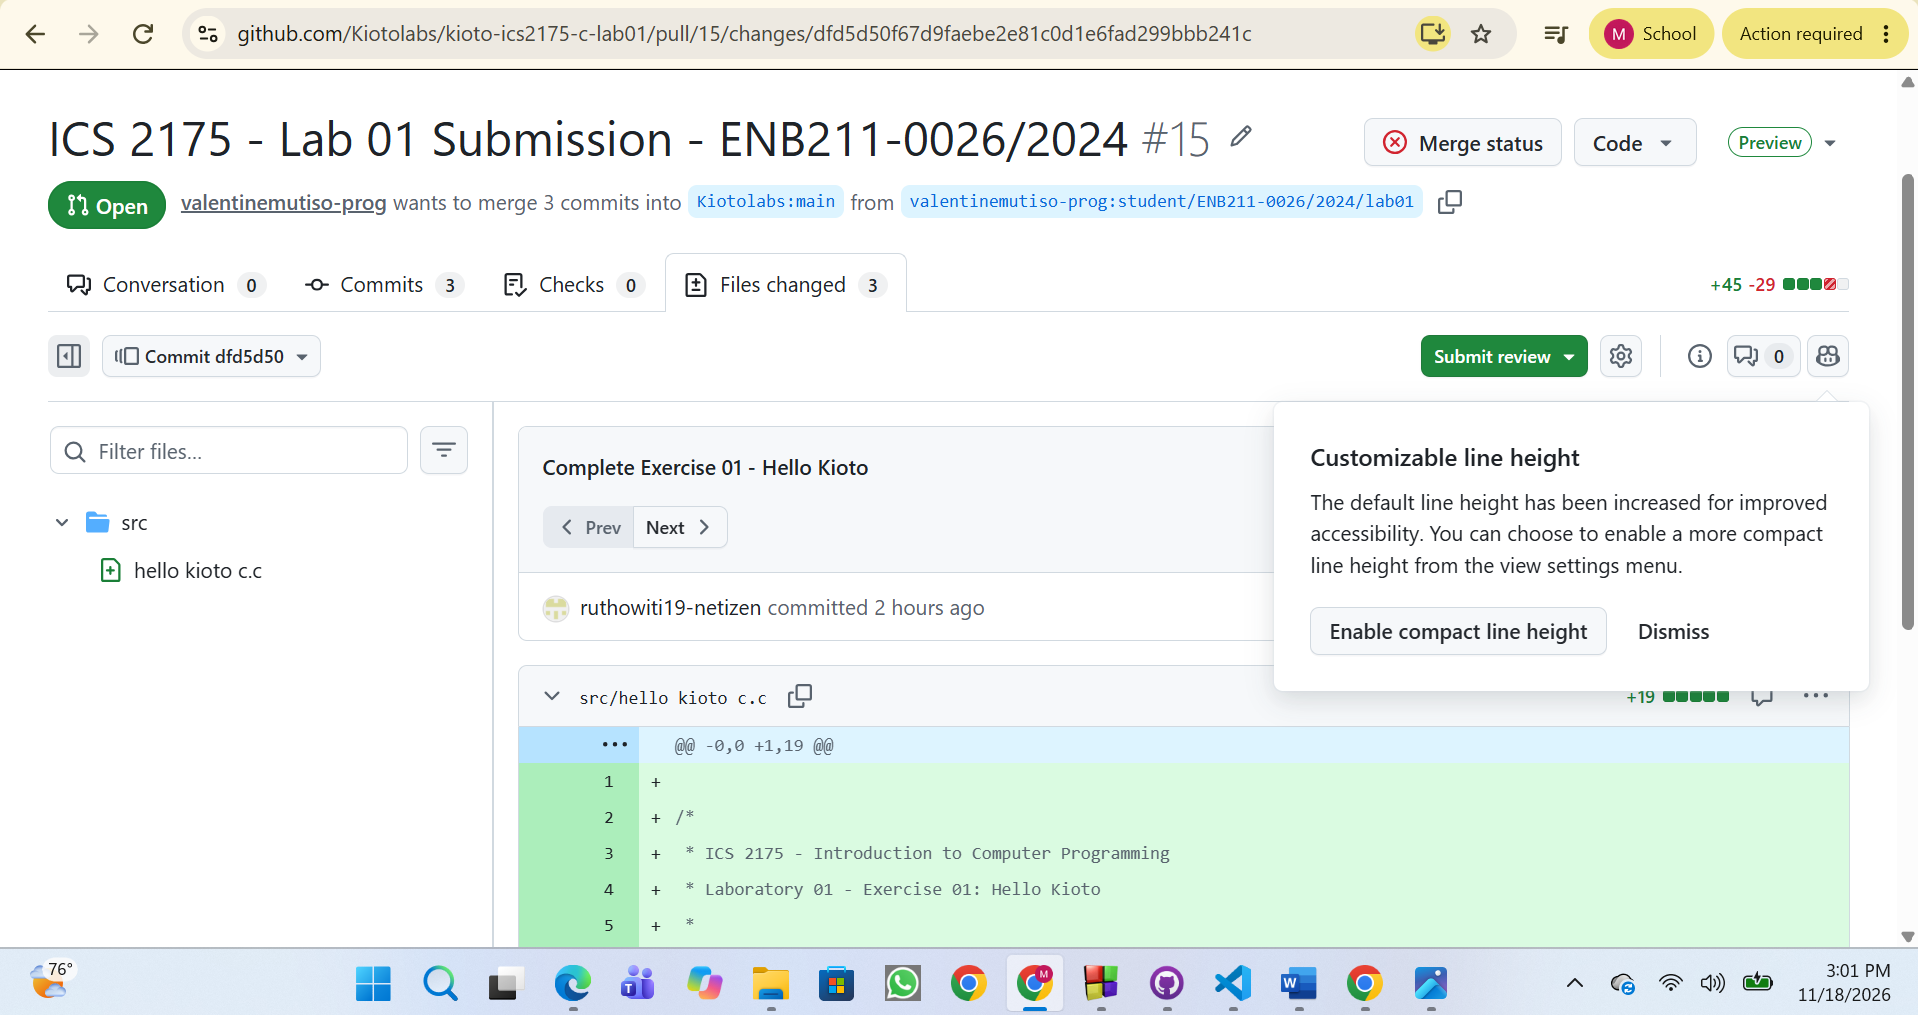 github.com/Kiotolabs/kioto-ics2175-c-lab01/pull/15/changes/dfd5d50f67d9faebe2e81c0d1e6fad299bbb241c
M School
Action required
ICS 2175 - Lab 01 Submission - ENB211-0026/2024 #15
Merge status
Code
Preview
Open
valentinemutiso-prog wants to merge 3 commits into Kiotolabs:main from valentinemutiso-prog:student/ENB211-0026/2024/lab01
Conversation 0
Commits 3
Checks 0
Files changed 3
+45 -29
Commit dfd5d50
Submit review
0
Filter files...
src
hello kioto c.c
Complete Exercise 01 - Hello Kioto
Prev
Next
ruthowiti19-netizen committed 2 hours ago
Customizable line height
The default line height has been increased for improved
accessibility. You can choose to enable a more compact
line height from the view settings menu.
Enable compact line height
Dismiss
src/hello kioto c.c
+19
@@ -0,0 +1,19 @@
1 +
2 + /*
3 + * ICS 2175 - Introduction to Computer Programming
4 + * Laboratory 01 - Exercise 01: Hello Kioto
5 + *
76°
3:01 PM
11/18/2026